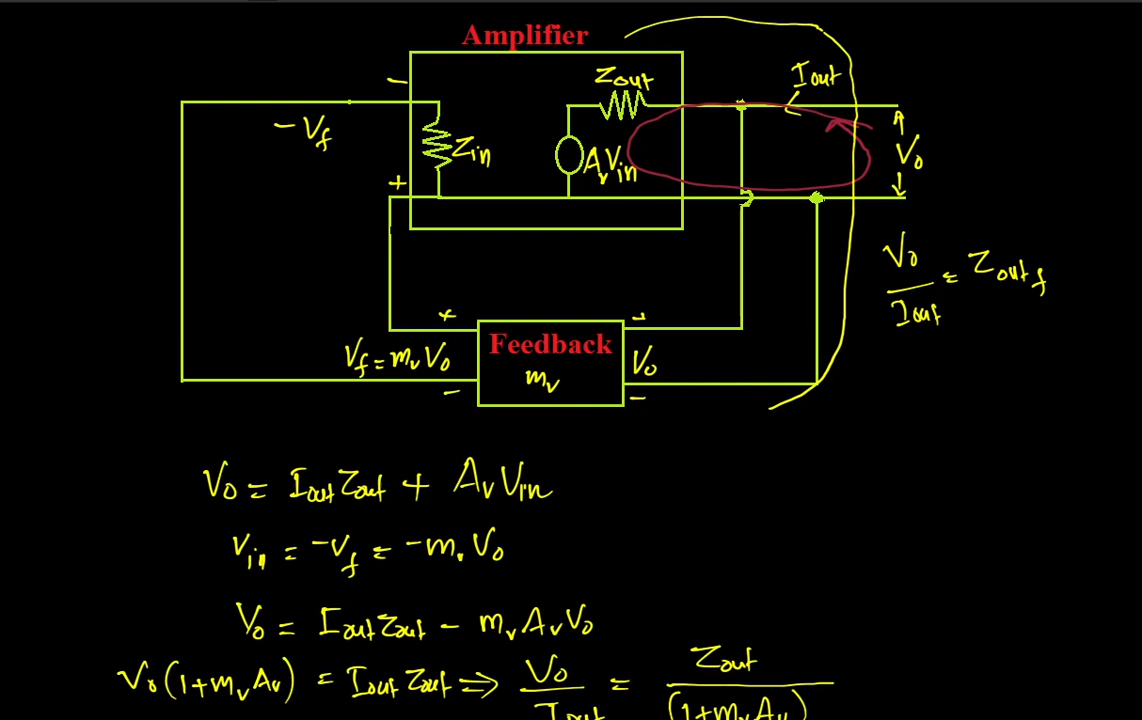 Amplifier
−
Zout
Iout
−Vf
Zin
AvVin
Vo
+
Vo/Iout = Zoutf
+
Feedback
Vf = mvVo
mv
Vo
−
−
Vo = IoutZout + AvVin
Vin = −Vf = −mvVo
Vo = IoutZout − mvAvVo
Vo(1+mvAv) = IoutZout ⇒ Vo/Iout = Zout/(1+mvAv)